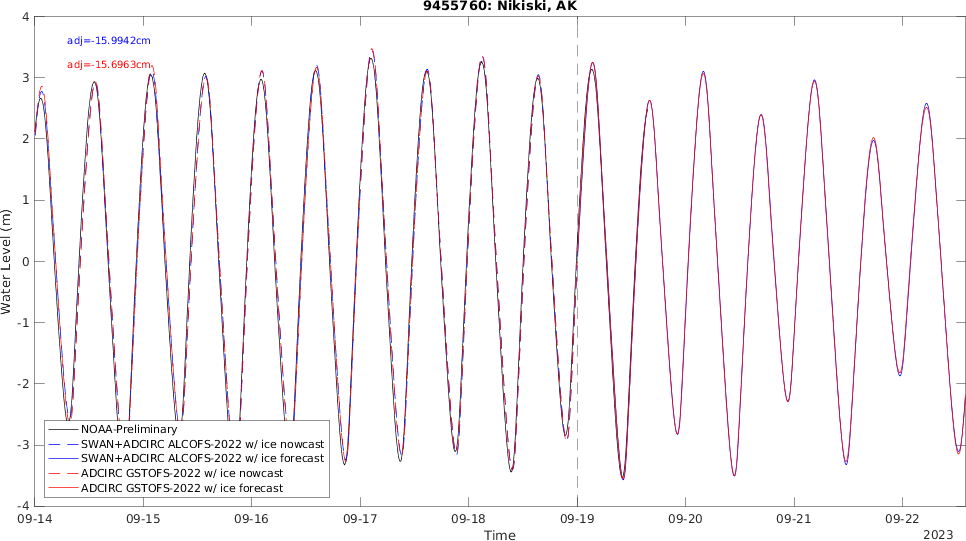 9455760: Nikiski, AK
4
adj=-15.9942cm
adj=-15.6963cm
3
2
1
0
-1
-2
-3
-4
Water Level (m)
NOAA-Preliminary
SWAN+ADCIRC ALCOFS-2022 w/ ice nowcast
SWAN+ADCIRC ALCOFS-2022 w/ ice forecast
ADCIRC GSTOFS-2022 w/ ice nowcast
ADCIRC GSTOFS-2022 w/ ice forecast
09-14 09-15 09-16 09-17 09-18 09-19 09-20 09-21 09-22
Time
2023